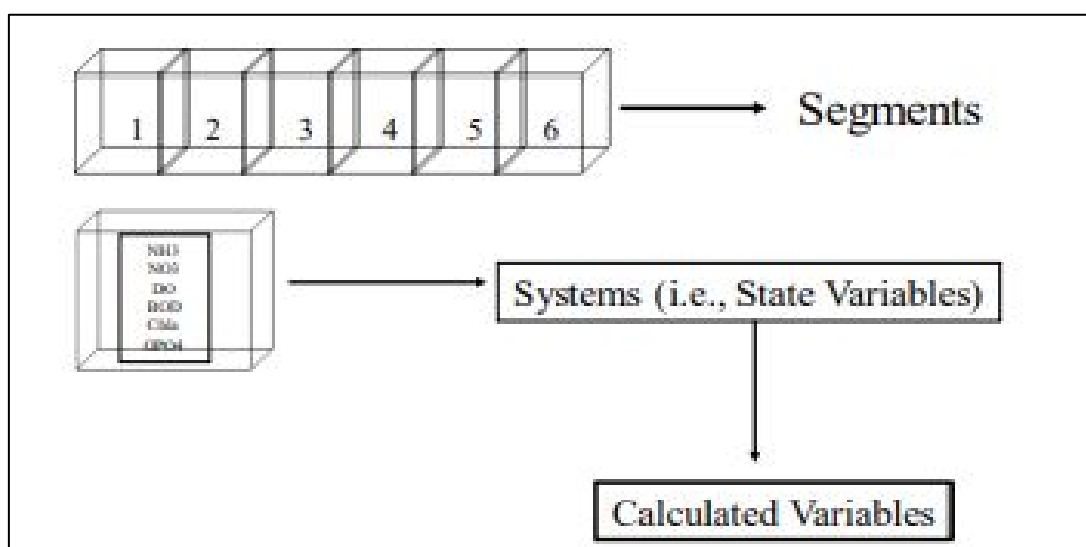 1 2 3 4 5 6
Segments
NH3
NO3
DO
BOD
Chla
OPO4
Systems (i.e., State Variables)
Calculated Variables